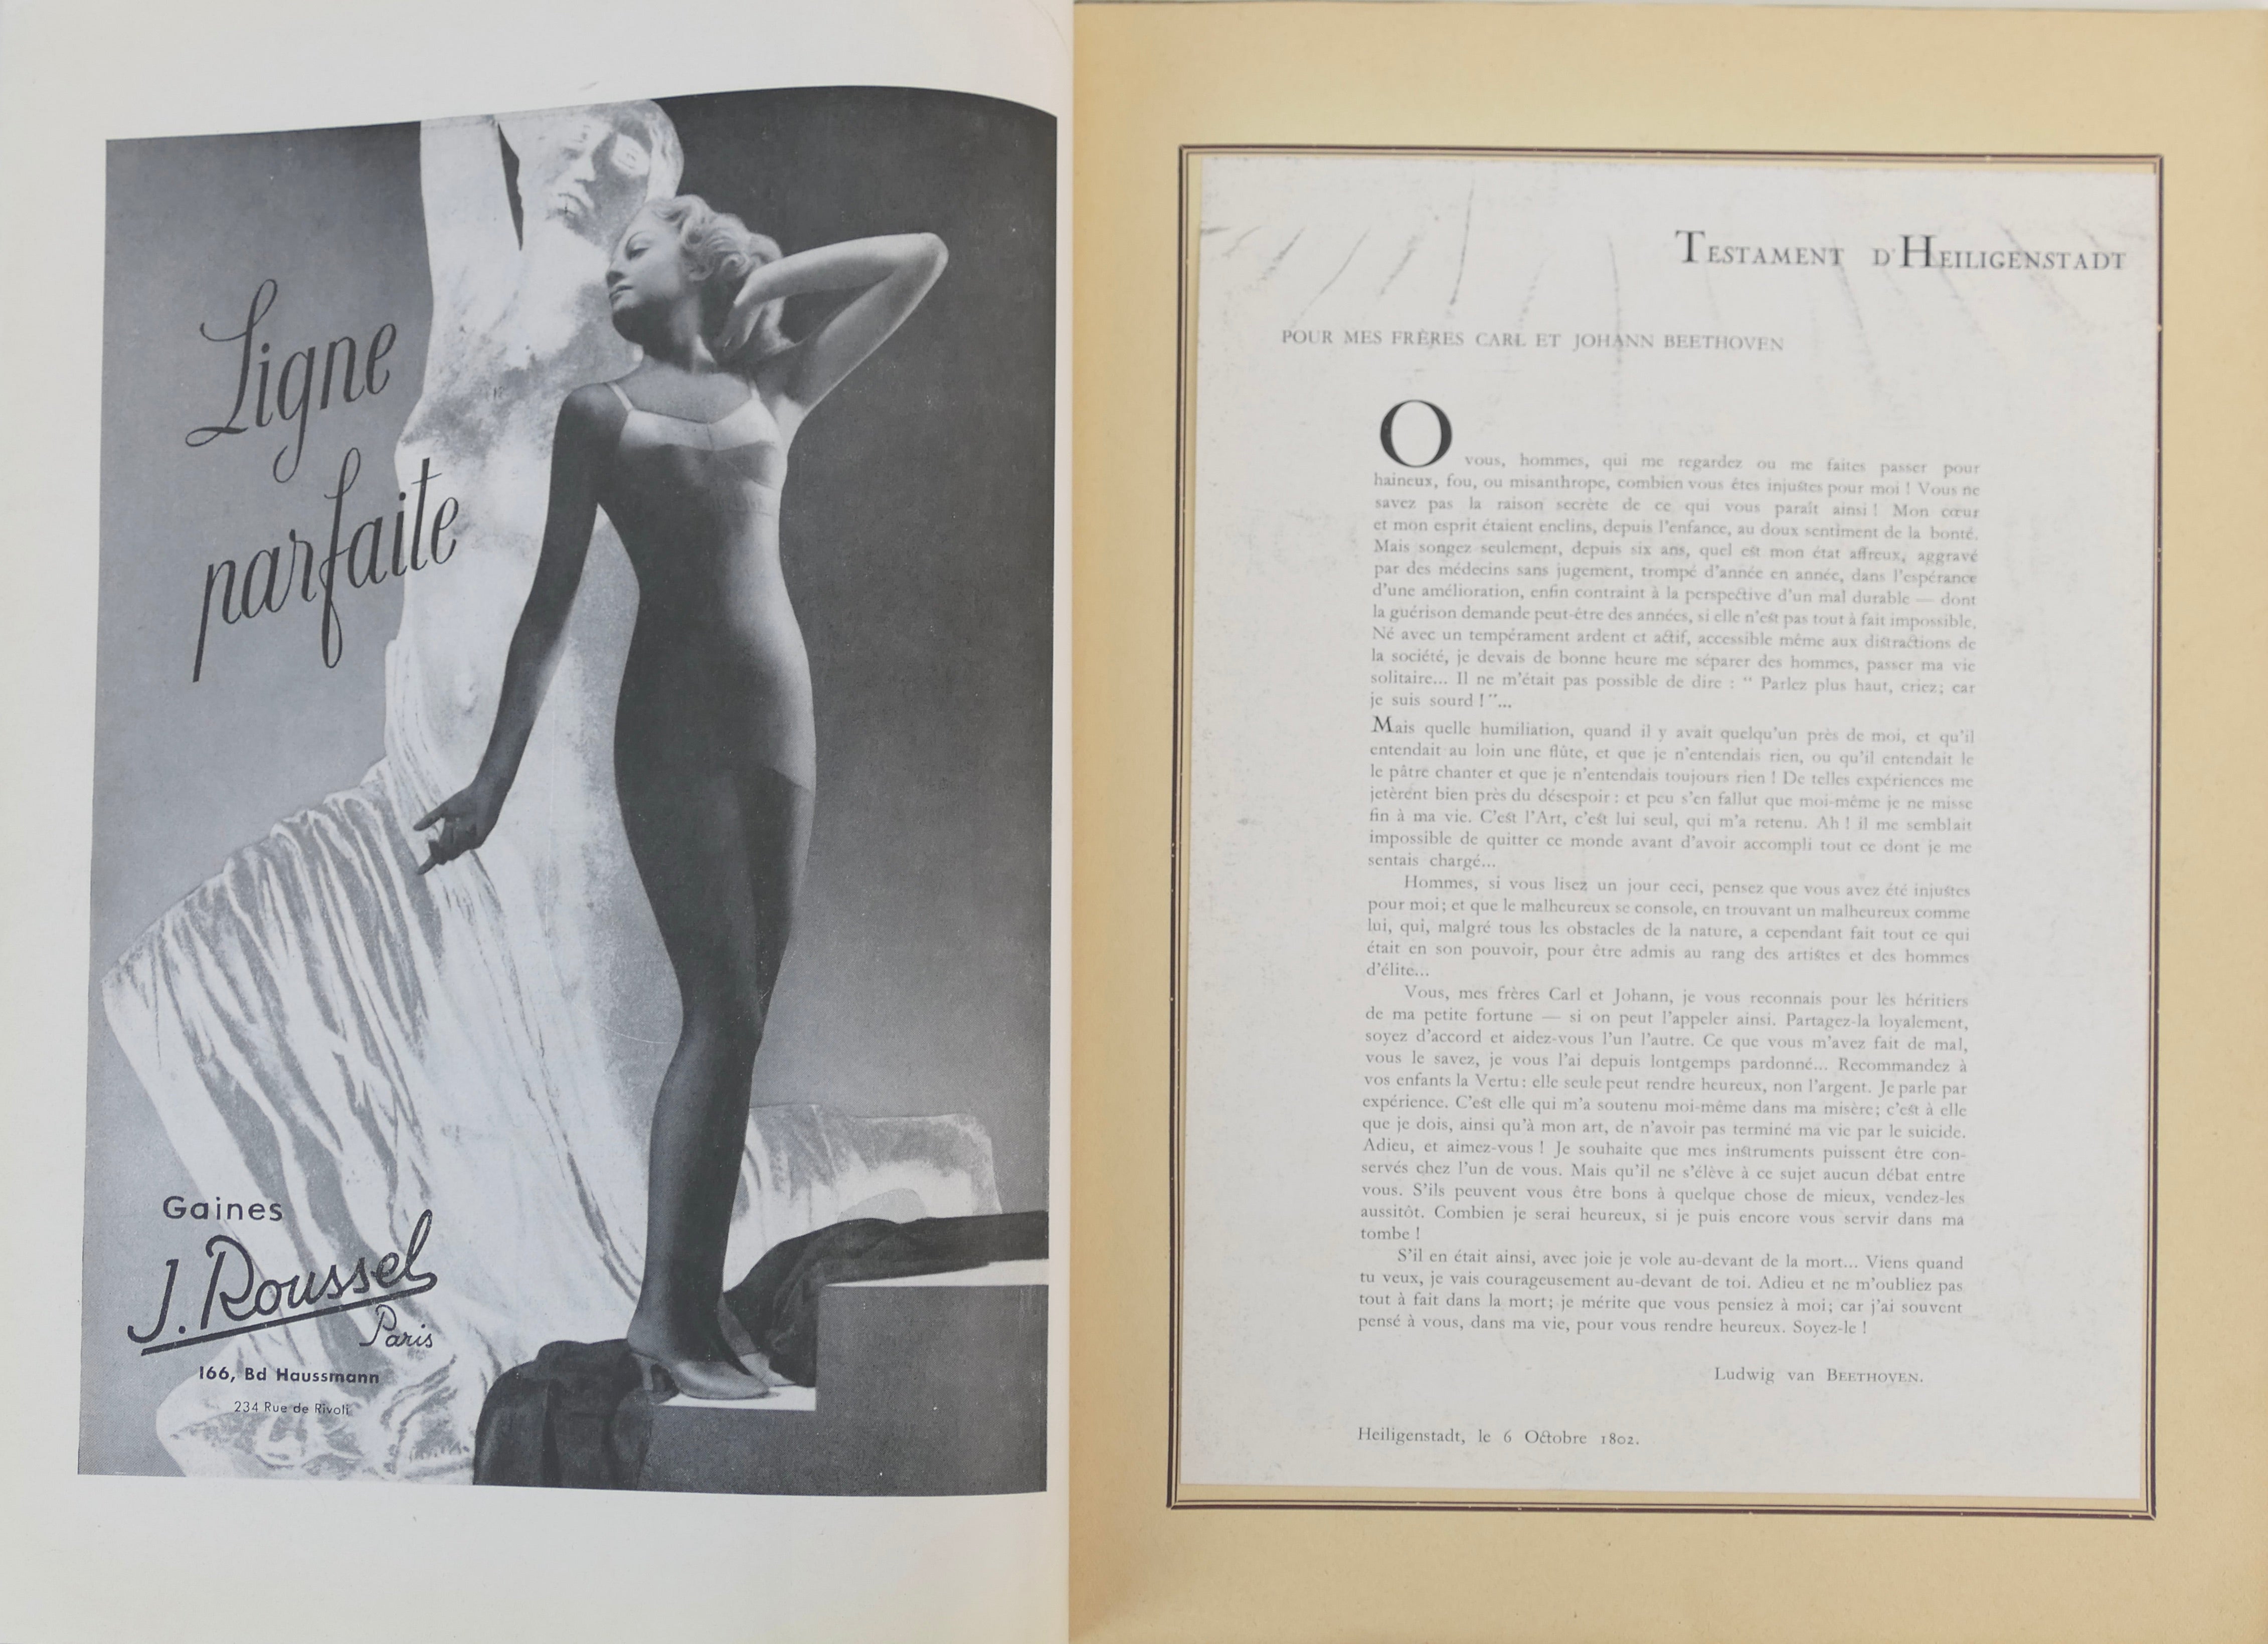 Ligne
parfaite
Gaines
J. Roussel
Paris
166, Bd Haussmann
234 Rue de Rivoli
TESTAMENT D'HEILIGENSTADT
POUR MES FRÈRES CARL ET JOHANN BEETHOVEN
O vous, hommes, qui me regardez ou me faites passer pour
haineux, fou, ou misanthrope, combien vous êtes injustes pour moi ! Vous ne
savez pas la raison secrète de ce qui vous paraît ainsi ! Mon cœur
et mon esprit étaient enclins, depuis l'enfance, au doux sentiment de la bonté.
Mais songez seulement, depuis six ans, quel est mon état affreux, aggravé
par des médecins sans jugement, trompé d'année en année, dans l'espérance
d'une amélioration, enfin contraint à la perspective d'un mal durable — dont
la guérison demande peut-être des années, si elle n'est pas tout à fait impossible.
Né avec un tempérament ardent et actif, accessible même aux distractions de
la société, je devais de bonne heure me séparer des hommes, passer ma vie
solitaire... Il ne m'était pas possible de dire : “ Parlez plus haut, criez; car
je suis sourd ! ”...
Mais quelle humiliation, quand il y avait quelqu'un près de moi, et qu'il
entendait au loin une flûte, et que je n'entendais rien, ou qu'il entendait le
le pâtre chanter et que je n'entendais toujours rien ! De telles expériences me
jetèrent bien près du désespoir : et peu s'en fallut que moi-même je ne misse
fin à ma vie. C'est l'Art, c'est lui seul, qui m'a retenu. Ah ! il me semblait
impossible de quitter ce monde avant d'avoir accompli tout ce dont je me
sentais chargé...
Hommes, si vous lisez un jour ceci, pensez que vous avez été injustes
pour moi; et que le malheureux se console, en trouvant un malheureux comme
lui, qui, malgré tous les obstacles de la nature, a cependant fait tout ce qui
était en son pouvoir, pour être admis au rang des artistes et des hommes
d'élite...
Vous, mes frères Carl et Johann, je vous reconnais pour les héritiers
de ma petite fortune — si on peut l'appeler ainsi. Partagez-la loyalement,
soyez d'accord et aidez-vous l'un l'autre. Ce que vous m'avez fait de mal,
vous le savez, je vous l'ai depuis lontgemps pardonné... Recommandez à
vos enfants la Vertu : elle seule peut rendre heureux, non l'argent. Je parle par
expérience. C'est elle qui m'a soutenu moi-même dans ma misère; c'est à elle
que je dois, ainsi qu'à mon art, de n'avoir pas terminé ma vie par le suicide.
Adieu, et aimez-vous ! Je souhaite que mes instruments puissent être con-
servés chez l'un de vous. Mais qu'il ne s'élève à ce sujet aucun débat entre
vous. S'ils peuvent vous être bons à quelque chose de mieux, vendez-les
aussitôt. Combien je serai heureux, si je puis encore vous servir dans ma
tombe !
S'il en était ainsi, avec joie je vole au-devant de la mort... Viens quand
tu veux, je vais courageusement au-devant de toi. Adieu et ne m'oubliez pas
tout à fait dans la mort; je mérite que vous pensiez à moi; car j'ai souvent
pensé à vous, dans ma vie, pour vous rendre heureux. Soyez-le !
Ludwig van BEETHOVEN.
Heiligenstadt, le 6 Octobre 1802.